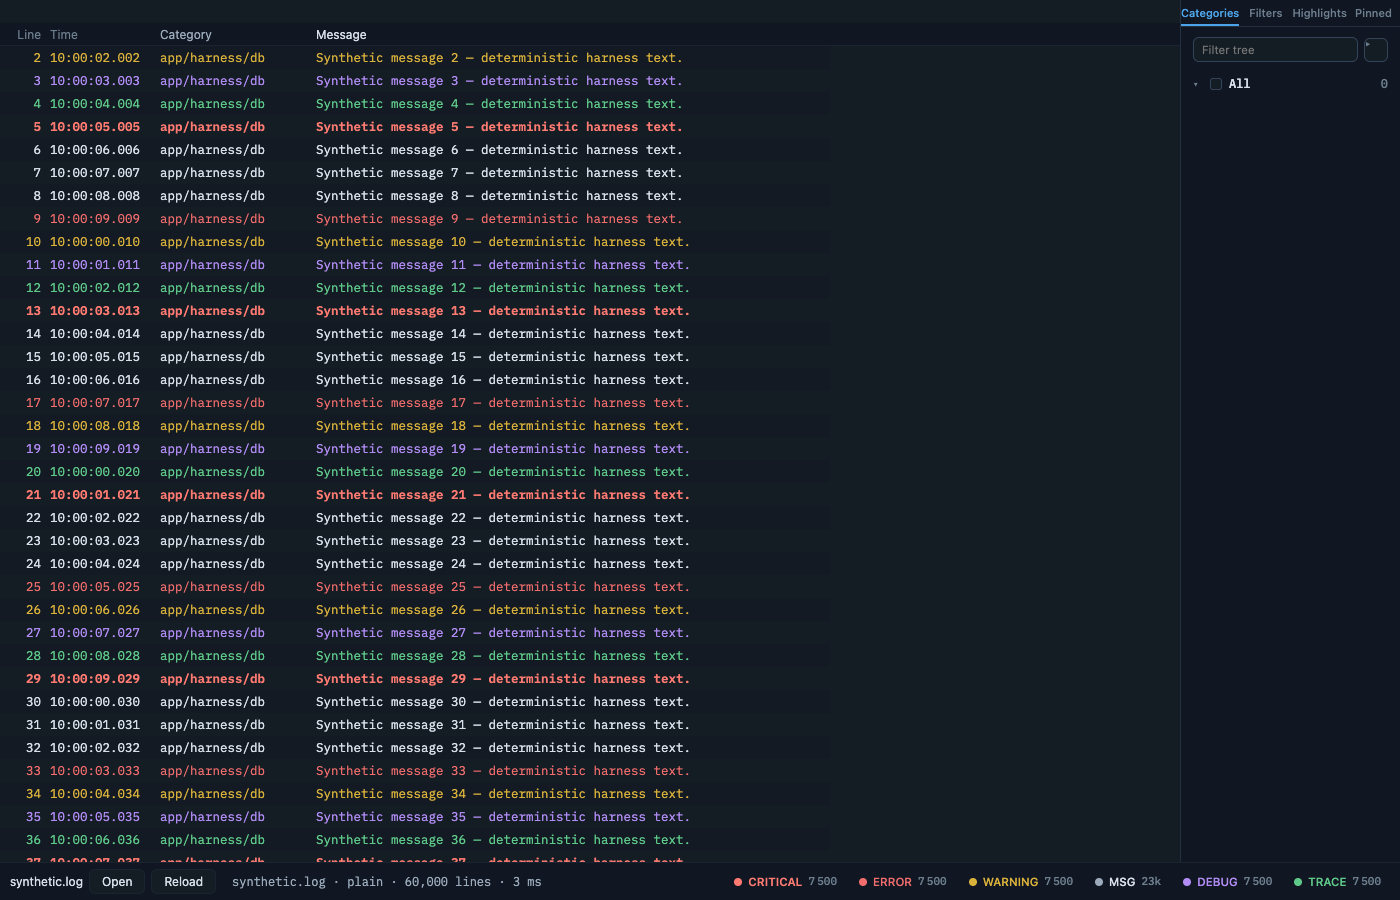 Categories Filters Highlights Pinned
Line Time Category Message
Filter tree
All 0
2 10:00:02.002 app/harness/db Synthetic message 2 — deterministic harness text.
3 10:00:03.003 app/harness/db Synthetic message 3 — deterministic harness text.
4 10:00:04.004 app/harness/db Synthetic message 4 — deterministic harness text.
5 10:00:05.005 app/harness/db Synthetic message 5 — deterministic harness text.
6 10:00:06.006 app/harness/db Synthetic message 6 — deterministic harness text.
7 10:00:07.007 app/harness/db Synthetic message 7 — deterministic harness text.
8 10:00:08.008 app/harness/db Synthetic message 8 — deterministic harness text.
9 10:00:09.009 app/harness/db Synthetic message 9 — deterministic harness text.
10 10:00:00.010 app/harness/db Synthetic message 10 — deterministic harness text.
11 10:00:01.011 app/harness/db Synthetic message 11 — deterministic harness text.
12 10:00:02.012 app/harness/db Synthetic message 12 — deterministic harness text.
13 10:00:03.013 app/harness/db Synthetic message 13 — deterministic harness text.
14 10:00:04.014 app/harness/db Synthetic message 14 — deterministic harness text.
15 10:00:05.015 app/harness/db Synthetic message 15 — deterministic harness text.
16 10:00:06.016 app/harness/db Synthetic message 16 — deterministic harness text.
17 10:00:07.017 app/harness/db Synthetic message 17 — deterministic harness text.
18 10:00:08.018 app/harness/db Synthetic message 18 — deterministic harness text.
19 10:00:09.019 app/harness/db Synthetic message 19 — deterministic harness text.
20 10:00:00.020 app/harness/db Synthetic message 20 — deterministic harness text.
21 10:00:01.021 app/harness/db Synthetic message 21 — deterministic harness text.
22 10:00:02.022 app/harness/db Synthetic message 22 — deterministic harness text.
23 10:00:03.023 app/harness/db Synthetic message 23 — deterministic harness text.
24 10:00:04.024 app/harness/db Synthetic message 24 — deterministic harness text.
25 10:00:05.025 app/harness/db Synthetic message 25 — deterministic harness text.
26 10:00:06.026 app/harness/db Synthetic message 26 — deterministic harness text.
27 10:00:07.027 app/harness/db Synthetic message 27 — deterministic harness text.
28 10:00:08.028 app/harness/db Synthetic message 28 — deterministic harness text.
29 10:00:09.029 app/harness/db Synthetic message 29 — deterministic harness text.
30 10:00:00.030 app/harness/db Synthetic message 30 — deterministic harness text.
31 10:00:01.031 app/harness/db Synthetic message 31 — deterministic harness text.
32 10:00:02.032 app/harness/db Synthetic message 32 — deterministic harness text.
33 10:00:03.033 app/harness/db Synthetic message 33 — deterministic harness text.
34 10:00:04.034 app/harness/db Synthetic message 34 — deterministic harness text.
35 10:00:05.035 app/harness/db Synthetic message 35 — deterministic harness text.
36 10:00:06.036 app/harness/db Synthetic message 36 — deterministic harness text.
37 10:00:07.037 app/harness/db Synthetic message 37 — deterministic harness text.
synthetic.log Open Reload synthetic.log · plain · 60,000 lines · 3 ms CRITICAL 7 500 ERROR 7 500 WARNING 7 500 MSG 23k DEBUG 7 500 TRACE 7 500